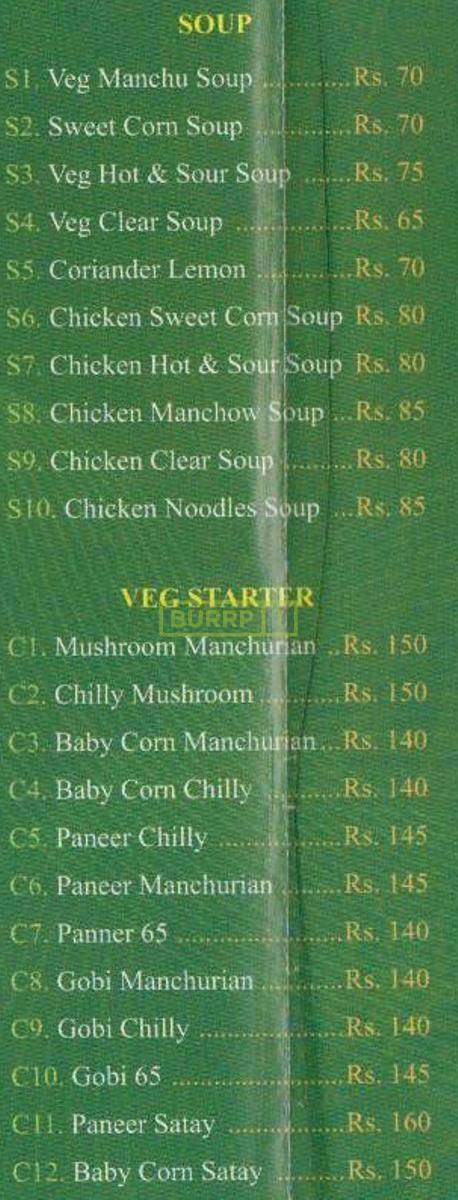 SOUP
S1. Veg Manchu Soup .............Rs. 70
S2. Sweet Corn Soup .............Rs. 70
S3. Veg Hot & Sour Soup .......Rs. 75
S4. Veg Clear Soup ................Rs. 65
S5. Coriander Lemon .............Rs. 70
S6. Chicken Sweet Corn Soup Rs. 80
S7. Chicken Hot & Sour Soup Rs. 80
S8. Chicken Manchow Soup ...Rs. 85
S9. Chicken Clear Soup ..........Rs. 80
S10. Chicken Noodles Soup ...Rs. 85
VEG STARTER
BURRP
C1. Mushroom Manchurian ..Rs. 150
C2. Chilly Mushroom ............Rs. 150
C3. Baby Corn Manchurian...Rs. 140
C4. Baby Corn Chilly ...........Rs. 140
C5. Paneer Chilly ..................Rs. 145
C6. Paneer Manchurian .........Rs. 145
C7. Panner 65 ........................Rs. 140
C8. Gobi Manchurian ............Rs. 140
C9. Gobi Chilly .....................Rs. 140
C10. Gobi 65 .........................Rs. 145
C11. Paneer Satay .................Rs. 160
C12. Baby Corn Satay ..........Rs. 150